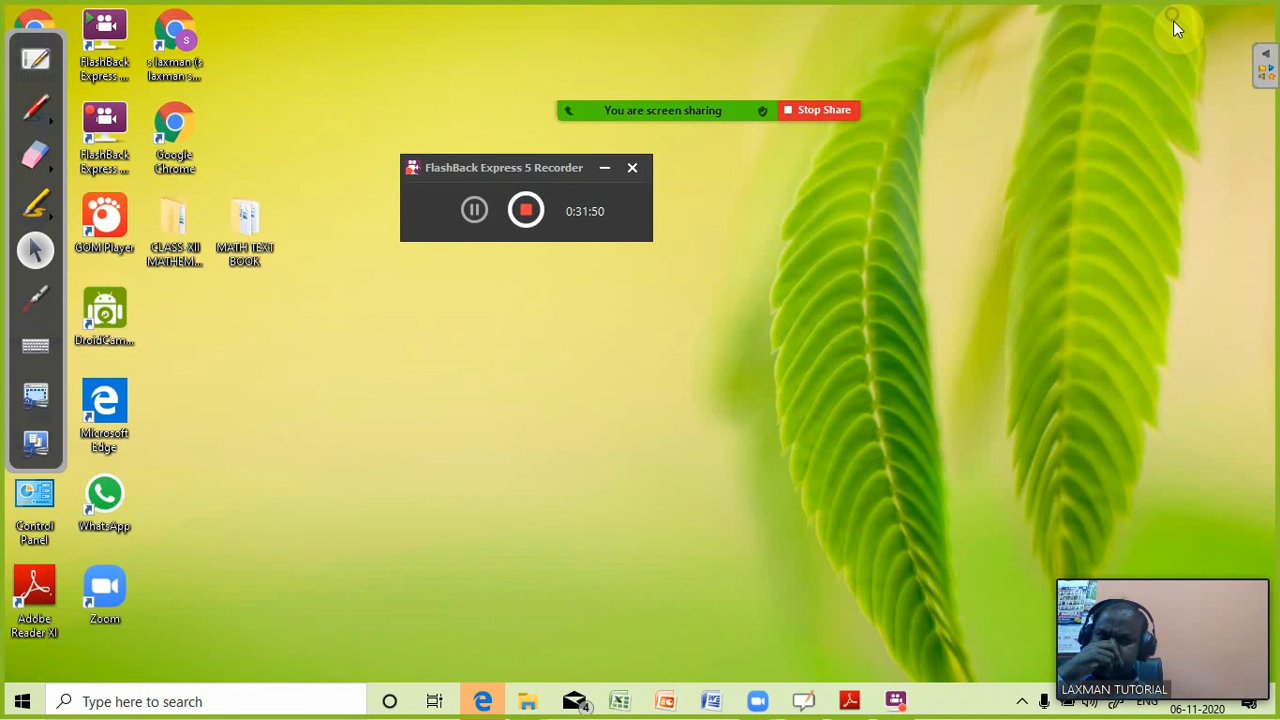 You are screen sharing
Stop Share
FlashBack Express 5 Recorder
0:31:50
FlashBack
Express ...
s laxman (s
laxman s...
FlashBack
Express ...
Google
Chrome
GOM Player
CLASS-XII
MATHEM...
MATH TEXT
BOOK
DroidCam...
Microsoft
Edge
Control
Panel
WhatsApp
Adobe
Reader XI
Zoom
LAXMAN TUTORIAL
Type here to search
4
ENG
06-11-2020